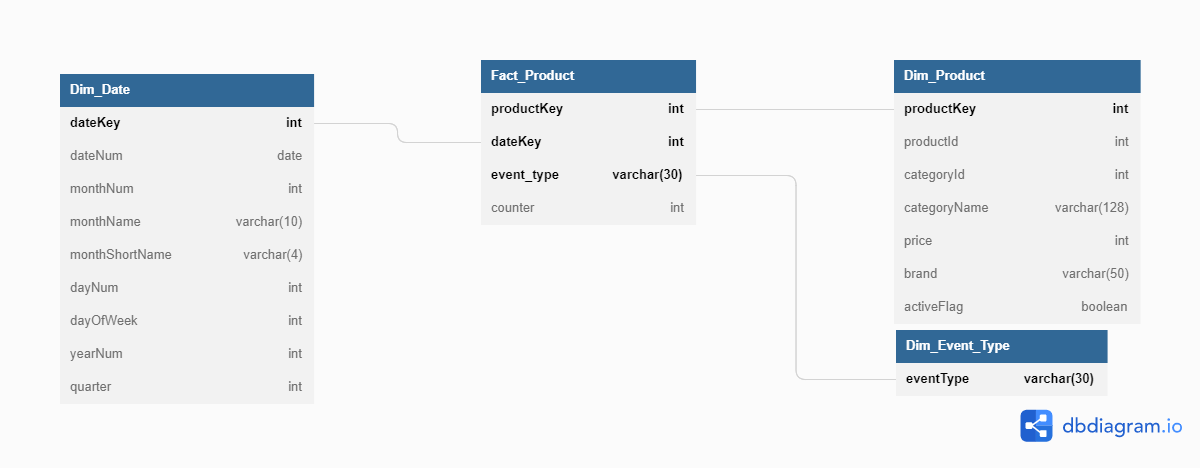 Dim_Date
dateKey int
dateNum date
monthNum int
monthName varchar(10)
monthShortName varchar(4)
dayNum int
dayOfWeek int
yearNum int
quarter int
Fact_Product
productKey int
dateKey int
event_type varchar(30)
counter int
Dim_Product
productKey int
productId int
categoryId int
categoryName varchar(128)
price int
brand varchar(50)
activeFlag boolean
Dim_Event_Type
eventType varchar(30)
dbdiagram.io